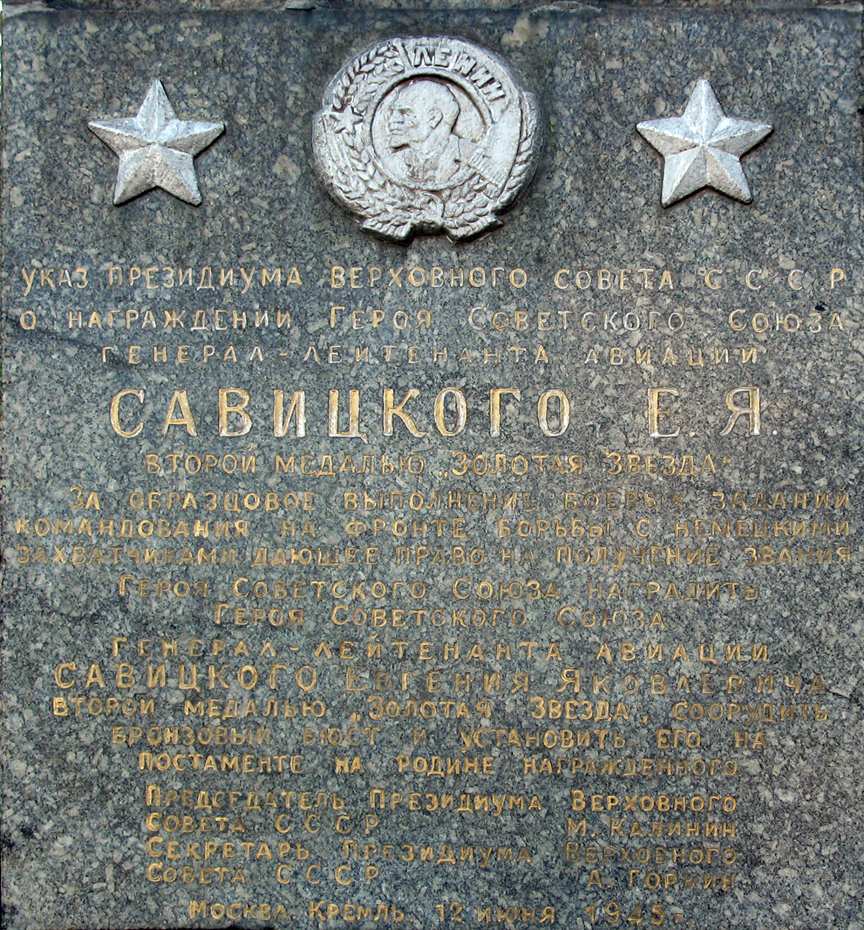 ЛЕНИН
УКАЗ ПРЕЗИДИУМА ВЕРХОВНОГО СОВЕТА С С С Р
О НАГРАЖДЕНИИ ГЕРОЯ СОВЕТСКОГО СОЮЗА
ГЕНЕРАЛ-ЛЕЙТЕНАНТА АВИАЦИИ
САВИЦКОГО Е.Я.
ВТОРОЙ МЕДАЛЬЮ „ЗОЛОТАЯ ЗВЕЗДА"
ЗА ОБРАЗЦОВОЕ ВЫПОЛНЕНИЕ БОЕВЫХ ЗАДАНИЙ
КОМАНДОВАНИЯ НА ФРОНТЕ БОРЬБЫ С НЕМЕЦКИМИ
ЗАХВАТЧИКАМИ, ДАЮЩЕЕ ПРАВО НА ПОЛУЧЕНИЕ ЗВАНИЯ
ГЕРОЯ СОВЕТСКОГО СОЮЗА НАГРАДИТЬ
ГЕРОЯ СОВЕТСКОГО СОЮЗА
ГЕНЕРАЛ-ЛЕЙТЕНАНТА АВИАЦИИ
САВИЦКОГО ЕВГЕНИЯ ЯКОВЛЕВИЧА
ВТОРОЙ МЕДАЛЬЮ „ЗОЛОТАЯ ЗВЕЗДА, СООРУДИТЬ
БРОНЗОВЫЙ БЮСТ И УСТАНОВИТЬ ЕГО НА
ПОСТАМЕНТЕ НА РОДИНЕ НАГРАЖДЕННОГО
ПРЕДСЕДАТЕЛЬ ПРЕЗИДИУМА ВЕРХОВНОГО
СОВЕТА С С С Р М. КАЛИНИН
СЕКРЕТАРЬ ПРЕЗИДИУМА ВЕРХОВНОГО
СОВЕТА С С С Р А. ГОРКИН
МОСКВА. КРЕМЛЬ. 12 ИЮНЯ 1945 г.